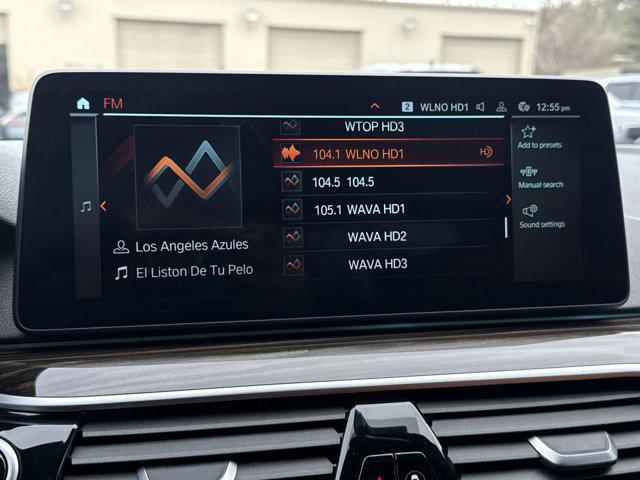 FM
2 WLNO HD1 12:55 pm
WTOP HD3
104.1 WLNO HD1
104.5 104.5
105.1 WAVA HD1
WAVA HD2
WAVA HD3
Los Angeles Azules
El Liston De Tu Pelo
Add to presets
Manual search
Sound settings